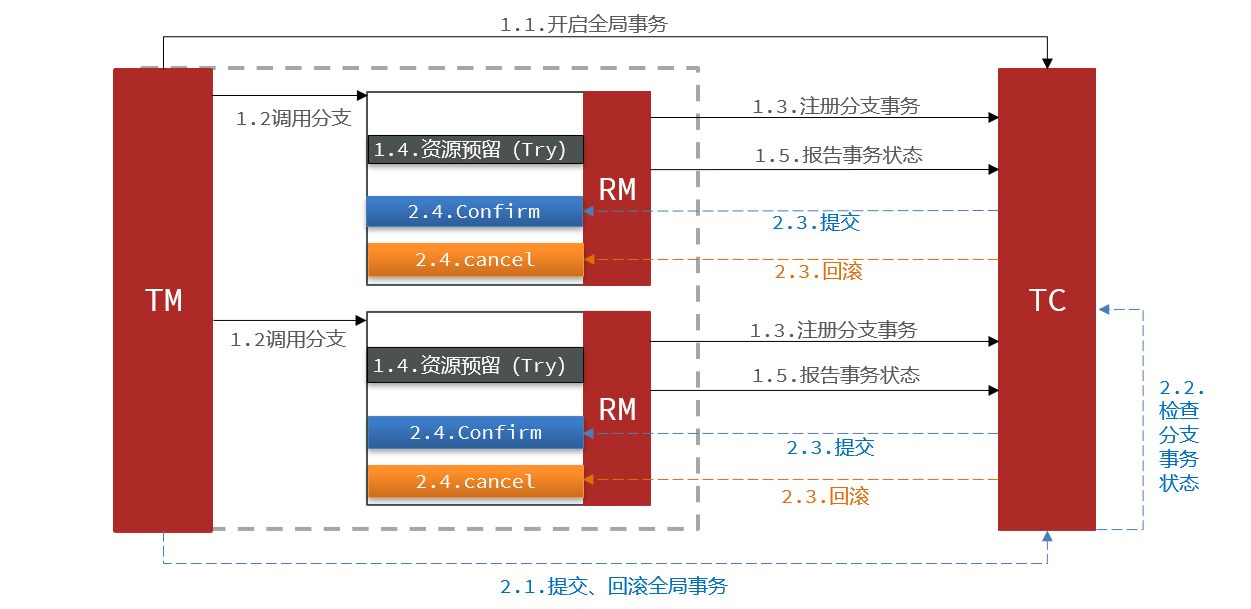 1.1.开启全局事务
1.2调用分支
1.3.注册分支事务
1.4.资源预留（Try）
1.5.报告事务状态
RM
2.4.Confirm
2.3.提交
2.4.cancel
2.3.回滚
TM
TC
1.2调用分支
1.3.注册分支事务
1.4.资源预留（Try）
1.5.报告事务状态
RM
2.4.Confirm
2.3.提交
2.4.cancel
2.3.回滚
2.2.
检查
分支
事务
状态
2.1.提交、回滚全局事务